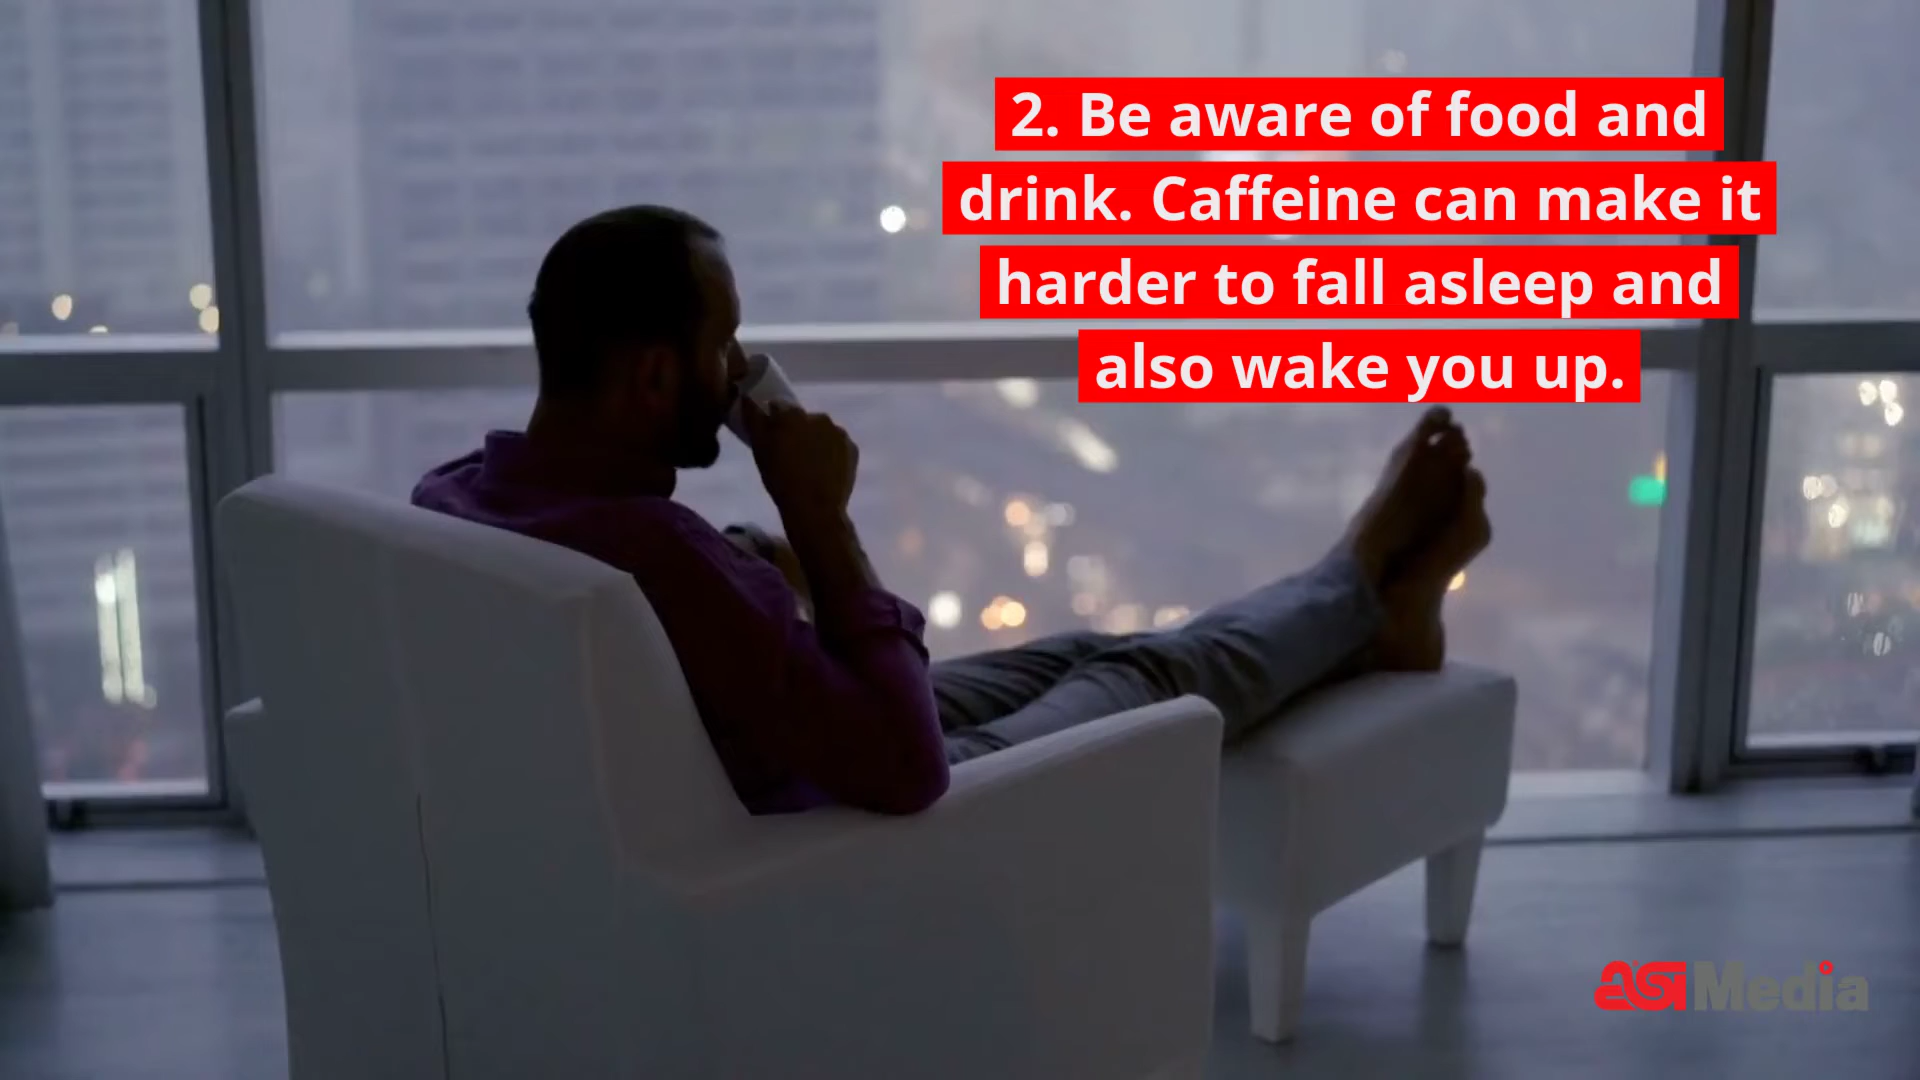 2. Be aware of food and
drink. Caffeine can make it
harder to fall asleep and
also wake you up.
ASI Media